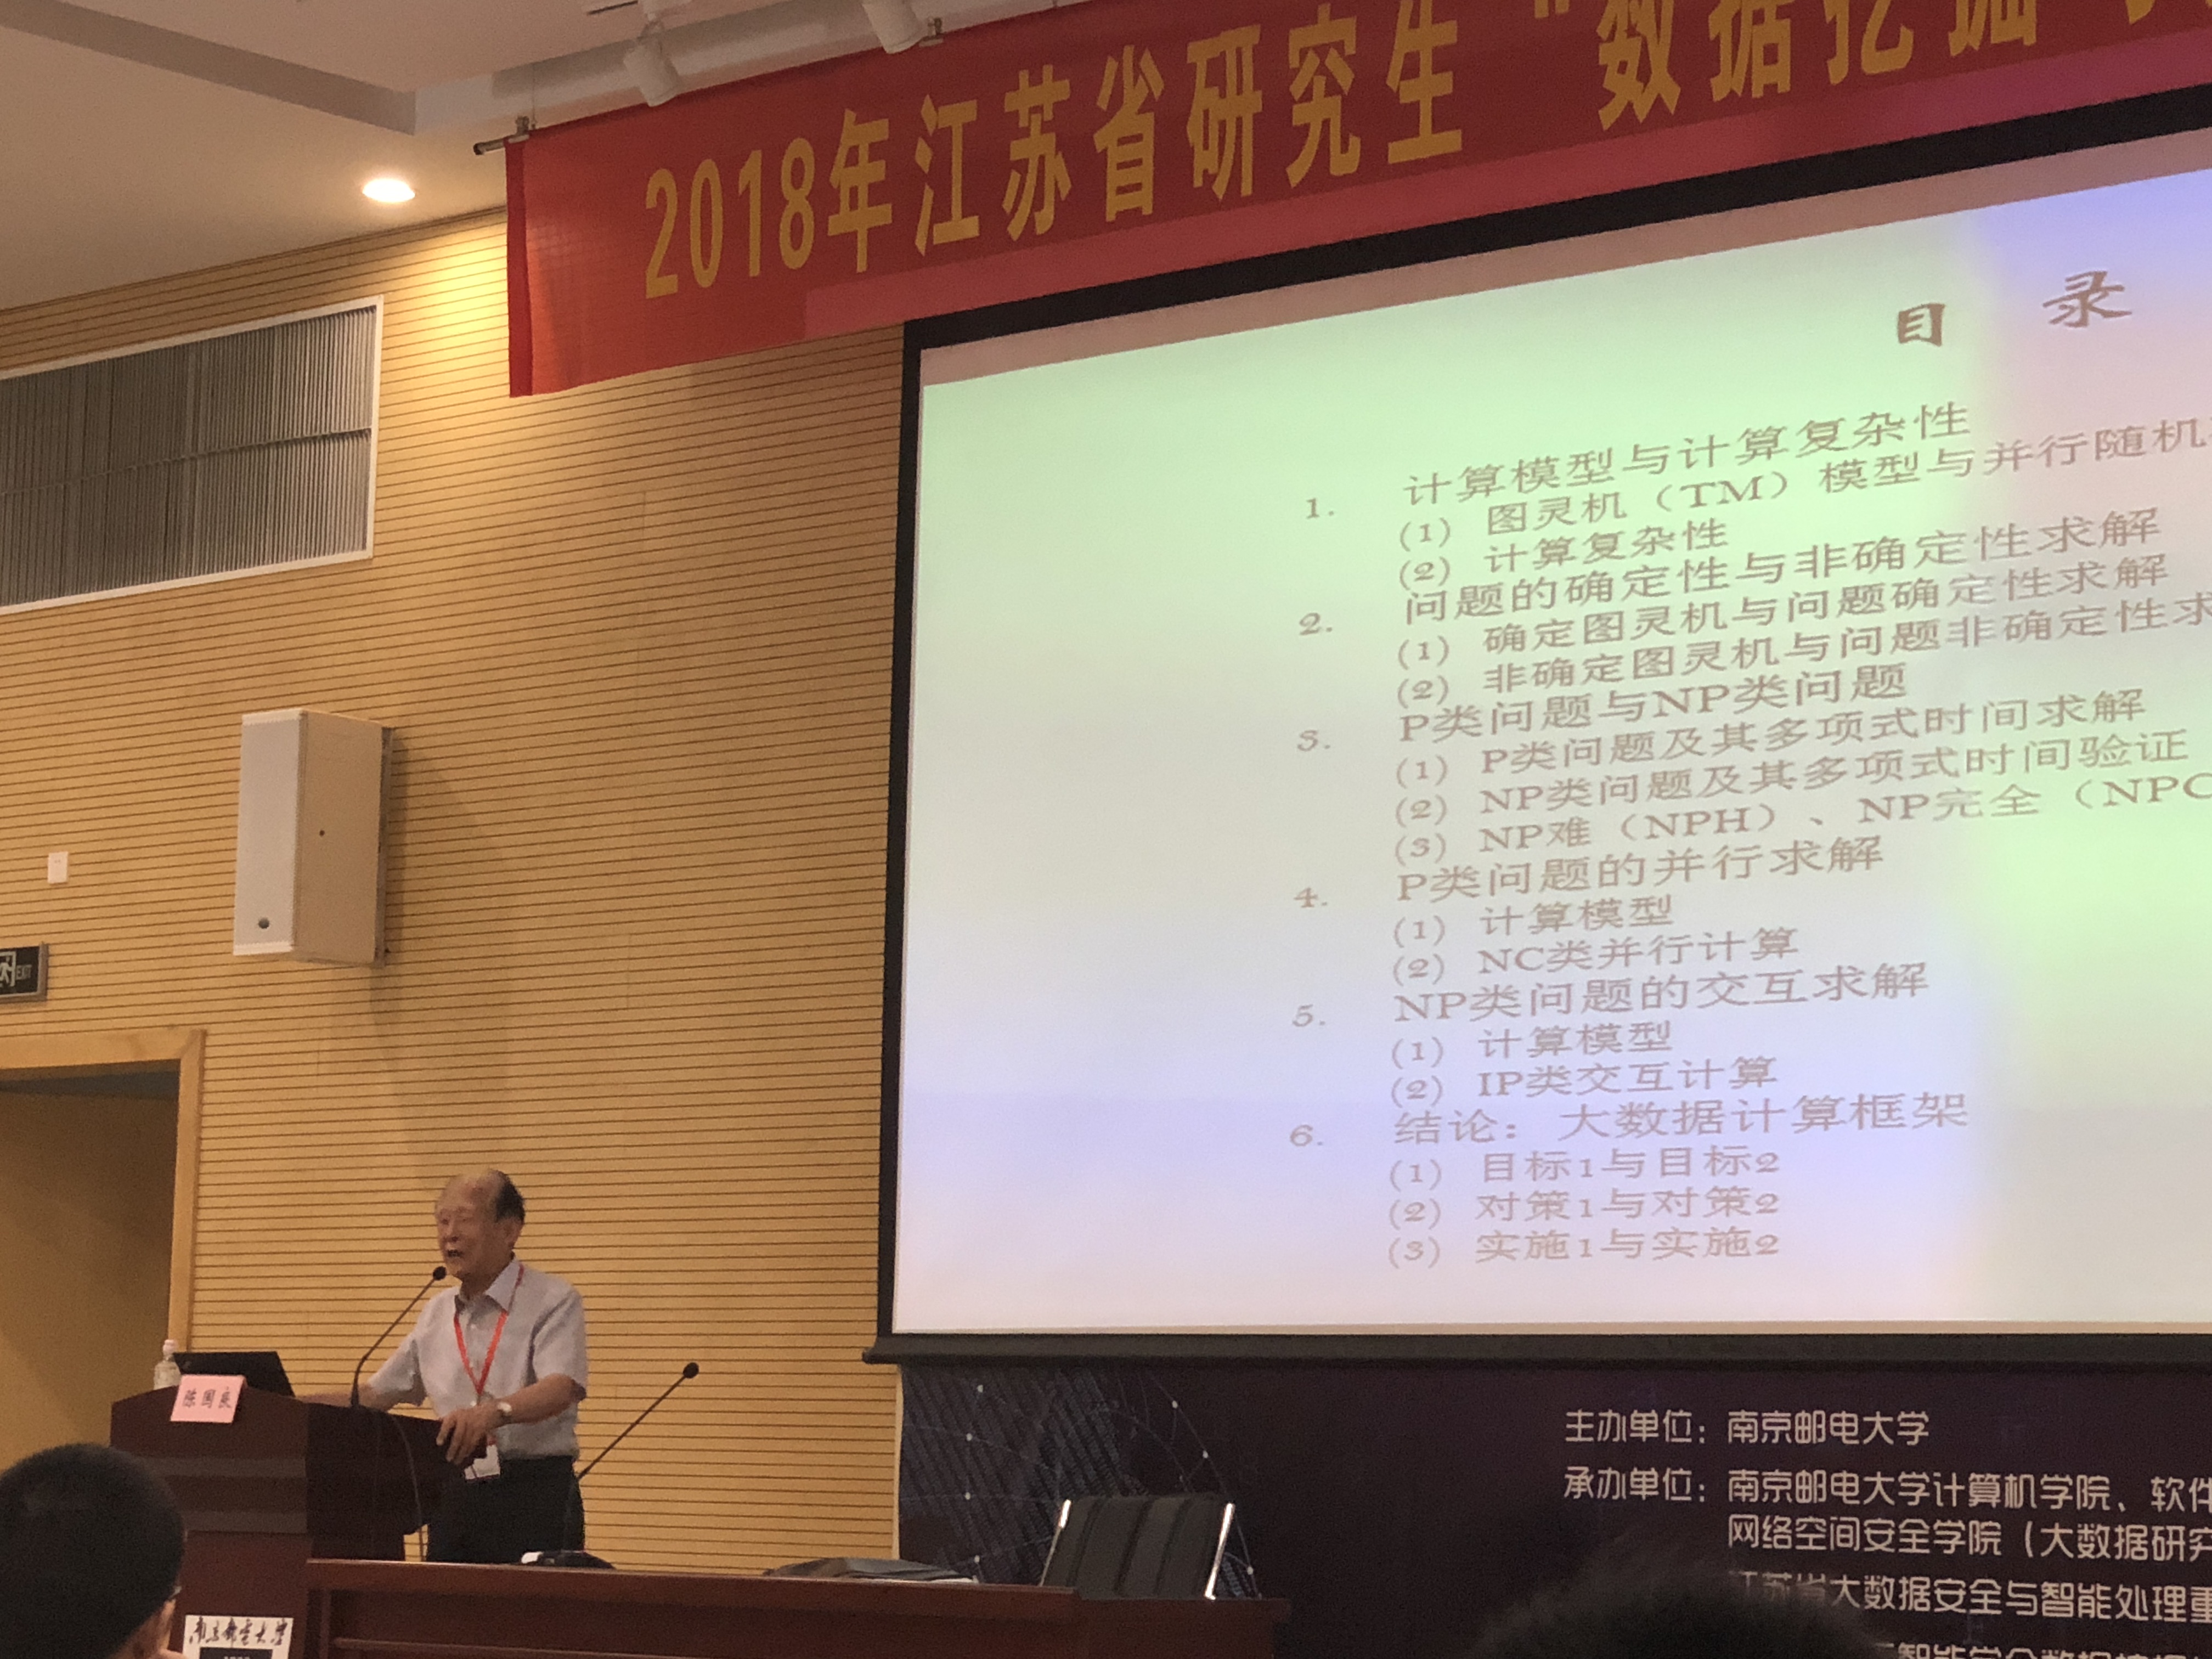 2018年江苏省研究生“数据挖掘
目 录
1. 计算模型与计算复杂性
(1) 图灵机（TM）模型与并行随机
(2) 计算复杂性
2. 问题的确定性与非确定性求解
(1) 确定图灵机与问题确定性求解
(2) 非确定图灵机与问题非确定性求
3. P类问题与NP类问题
(1) P类问题及其多项式时间求解
(2) NP类问题及其多项式时间验证
(3) NP难（NPH）、NP完全（NPC
4. P类问题的并行求解
(1) 计算模型
(2) NC类并行计算
5. NP类问题的交互求解
(1) 计算模型
(2) IP类交互计算
6. 结论：大数据计算框架
(1) 目标1与目标2
(2) 对策1与对策2
(3) 实施1与实施2
EXIT
陈国良
主办单位：南京邮电大学
承办单位：南京邮电大学计算机学院、软件
网络空间安全学院（大数据研究
江苏省大数据安全与智能处理重
南京邮电大学